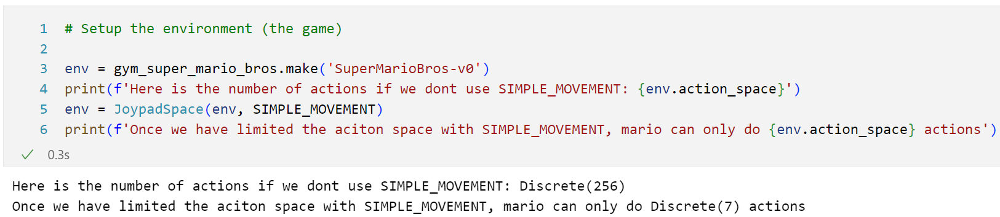 1 # Setup the environment (the game)
2
3 env = gym_super_mario_bros.make('SuperMarioBros-v0')
4 print(f'Here is the number of actions if we dont use SIMPLE_MOVEMENT: {env.action_space}')
5 env = JoypadSpace(env, SIMPLE_MOVEMENT)
6 print(f'Once we have limited the aciton space with SIMPLE_MOVEMENT, mario can only do {env.action_space} actions')
✓ 0.3s
Here is the number of actions if we dont use SIMPLE_MOVEMENT: Discrete(256)
Once we have limited the aciton space with SIMPLE_MOVEMENT, mario can only do Discrete(7) actions